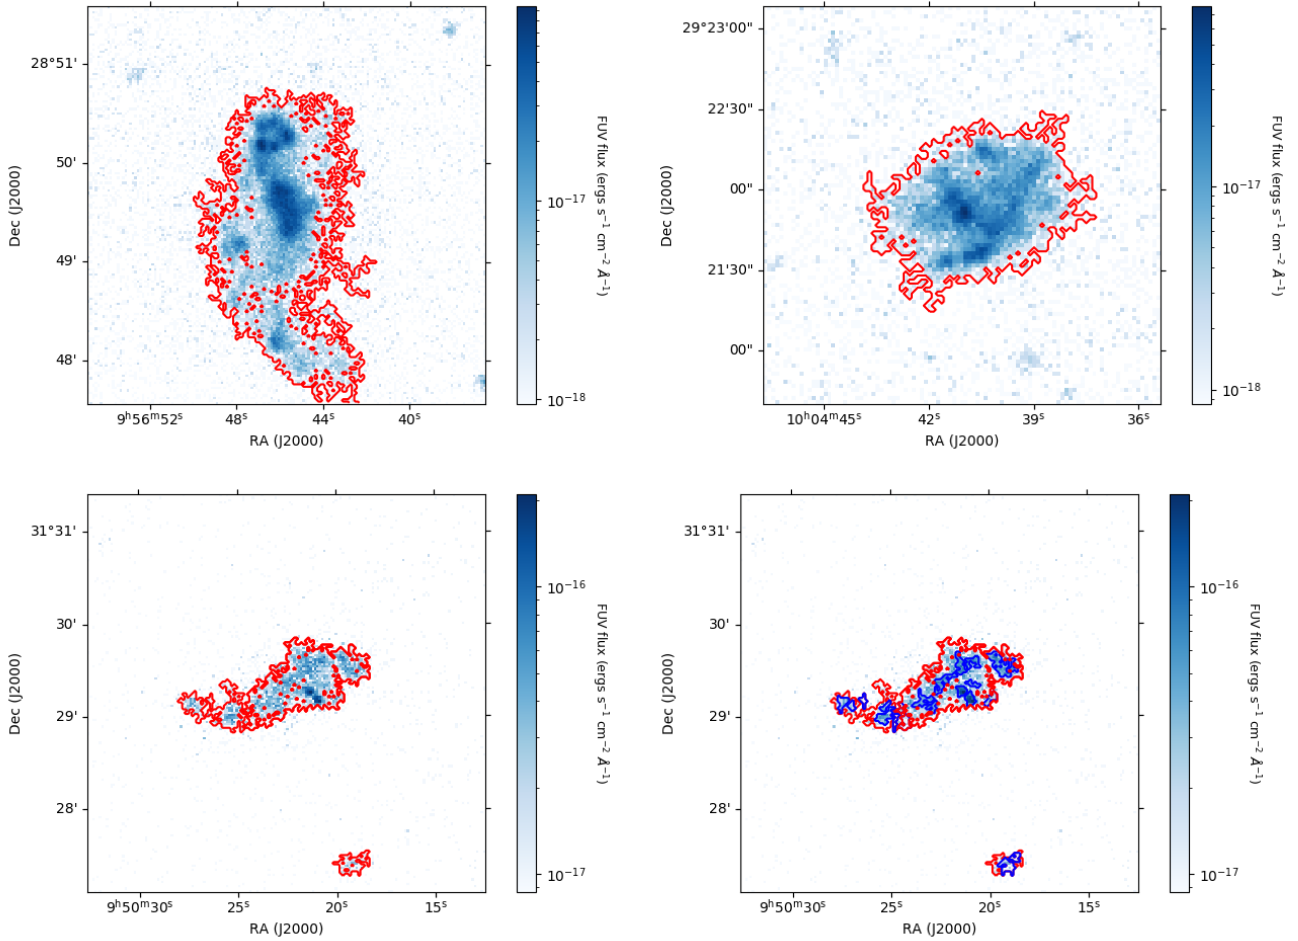 28°51'
50'
49'
48'
Dec (J2000)
9ʰ56ᵐ52ˢ
48ˢ
44ˢ
40ˢ
RA (J2000)
10⁻¹⁷
10⁻¹⁸
FUV flux (ergs s⁻¹ cm⁻² Å⁻¹)
29°23'00"
22'30"
00"
21'30"
00"
Dec (J2000)
10ʰ04ᵐ45ˢ
42ˢ
39ˢ
36ˢ
RA (J2000)
10⁻¹⁷
10⁻¹⁸
FUV flux (ergs s⁻¹ cm⁻² Å⁻¹)
31°31'
30'
29'
28'
Dec (J2000)
9ʰ50ᵐ30ˢ
25ˢ
20ˢ
15ˢ
RA (J2000)
10⁻¹⁶
10⁻¹⁷
FUV flux (ergs s⁻¹ cm⁻² Å⁻¹)
31°31'
30'
29'
28'
Dec (J2000)
9ʰ50ᵐ30ˢ
25ˢ
20ˢ
15ˢ
RA (J2000)
10⁻¹⁶
10⁻¹⁷
FUV flux (ergs s⁻¹ cm⁻² Å⁻¹)